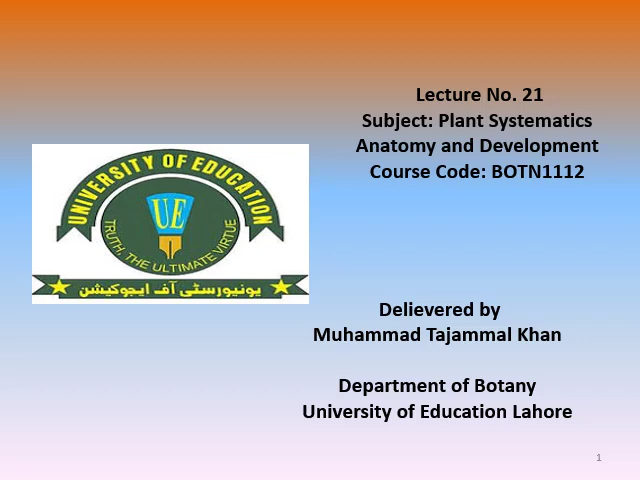 Lecture No. 21
Subject: Plant Systematics
Anatomy and Development
Course Code: BOTN1112
UNIVERSITY OF EDUCATION
UE
TRUTH, THE ULTIMATE VIRTUE
یونیورسٹی آف ایجوکیشن
Delievered by
Muhammad Tajammal Khan
Department of Botany
University of Education Lahore
1